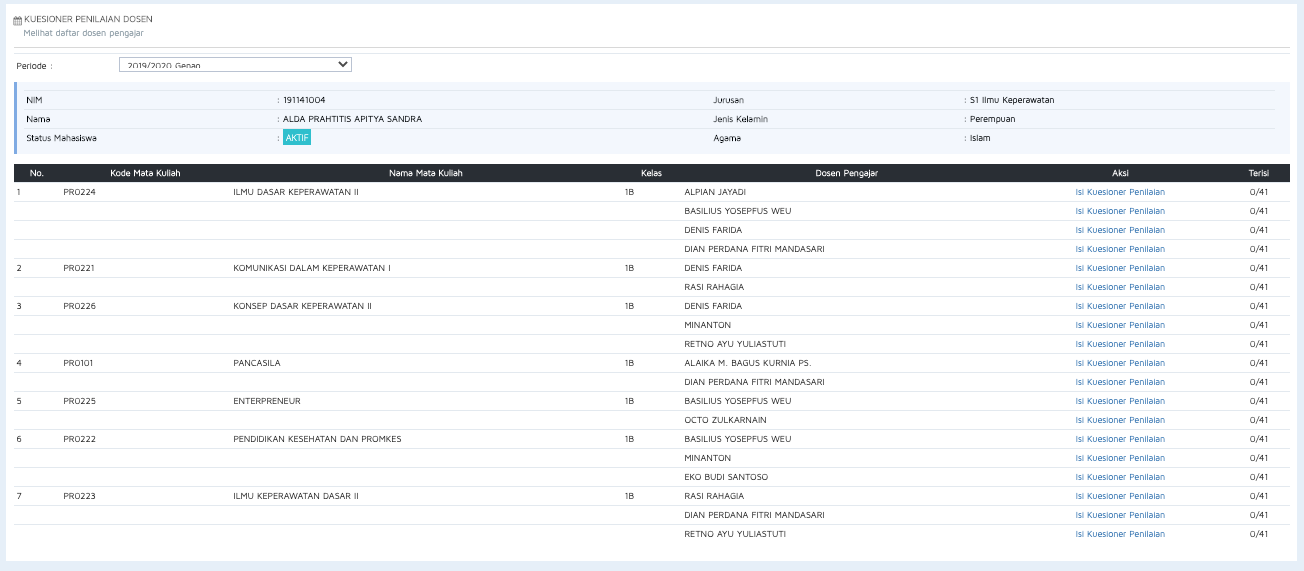 KUESIONER PENILAIAN DOSEN
Melihat daftar dosen pengajar
Periode : 2019/2020 Genap
NIM : 191141004 Jurusan : S1 Ilmu Keperawatan
Nama : ALDA PRAHTITIS APITYA SANDRA Jenis Kelamin : Perempuan
Status Mahasiswa : AKTIF Agama : Islam
No. Kode Mata Kuliah Nama Mata Kuliah Kelas Dosen Pengajar Aksi Terisi
1 PR0224 ILMU DASAR KEPERAWATAN II 1B ALPIAN JAYADI Isi Kuesioner Penilaian 0/41
BASILIUS YOSEPFUS WEU Isi Kuesioner Penilaian 0/41
DENIS FARIDA Isi Kuesioner Penilaian 0/41
DIAN PERDANA FITRI MANDASARI Isi Kuesioner Penilaian 0/41
2 PR0221 KOMUNIKASI DALAM KEPERAWATAN I 1B DENIS FARIDA Isi Kuesioner Penilaian 0/41
RASI RAHAGIA Isi Kuesioner Penilaian 0/41
3 PR0226 KONSEP DASAR KEPERAWATAN II 1B DENIS FARIDA Isi Kuesioner Penilaian 0/41
MINANTON Isi Kuesioner Penilaian 0/41
RETNO AYU YULIASTUTI Isi Kuesioner Penilaian 0/41
4 PR0101 PANCASILA 1B ALAIKA M. BAGUS KURNIA PS. Isi Kuesioner Penilaian 0/41
DIAN PERDANA FITRI MANDASARI Isi Kuesioner Penilaian 0/41
5 PR0225 ENTERPRENEUR 1B BASILIUS YOSEPFUS WEU Isi Kuesioner Penilaian 0/41
OCTO ZULKARNAIN Isi Kuesioner Penilaian 0/41
6 PR0222 PENDIDIKAN KESEHATAN DAN PROMKES 1B BASILIUS YOSEPFUS WEU Isi Kuesioner Penilaian 0/41
MINANTON Isi Kuesioner Penilaian 0/41
EKO BUDI SANTOSO Isi Kuesioner Penilaian 0/41
7 PR0223 ILMU KEPERAWATAN DASAR II 1B RASI RAHAGIA Isi Kuesioner Penilaian 0/41
DIAN PERDANA FITRI MANDASARI Isi Kuesioner Penilaian 0/41
RETNO AYU YULIASTUTI Isi Kuesioner Penilaian 0/41